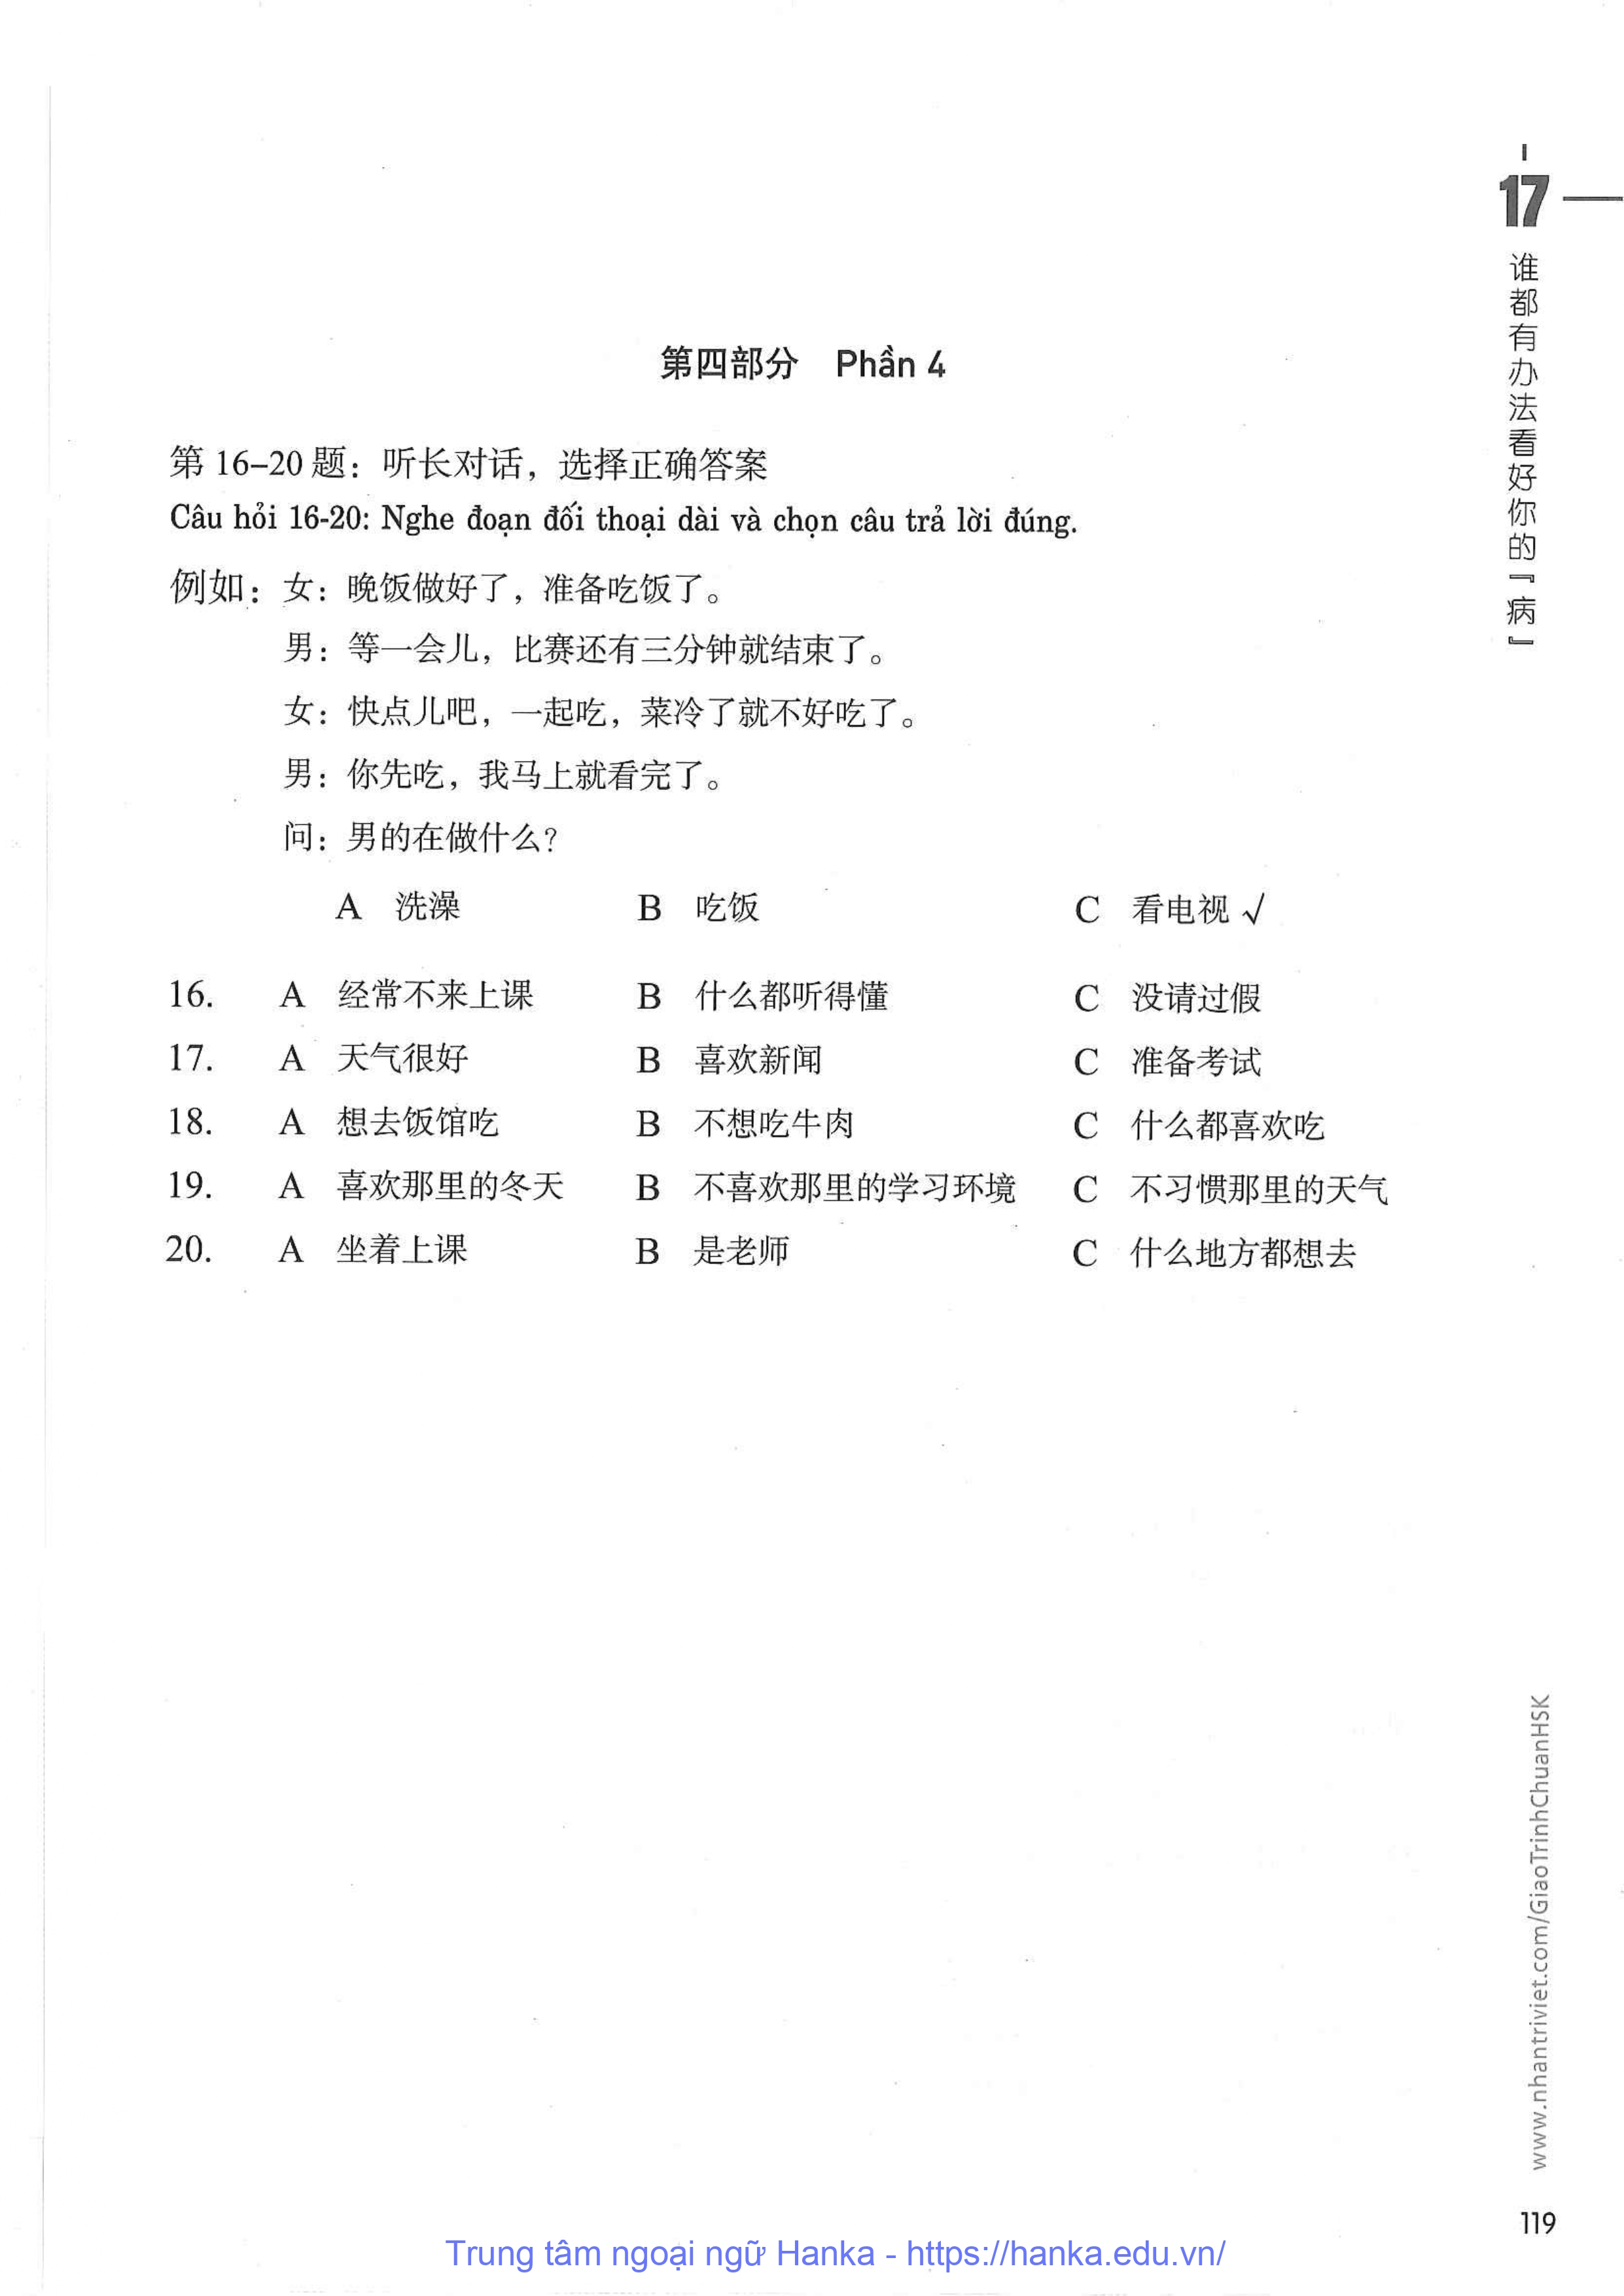 17
谁都有办法看好你的『病』
第四部分 Phần 4
第 16–20 题：听长对话，选择正确答案
Câu hỏi 16-20: Nghe đoạn đối thoại dài và chọn câu trả lời đúng.
例如：女：晚饭做好了，准备吃饭了。
男：等一会儿，比赛还有三分钟就结束了。
女：快点儿吧，一起吃，菜冷了就不好吃了。
男：你先吃，我马上就看完了。
问：男的在做什么？
A 洗澡 B 吃饭 C 看电视 √
16. A 经常不来上课 B 什么都听得懂 C 没请过假
17. A 天气很好 B 喜欢新闻 C 准备考试
18. A 想去饭馆吃 B 不想吃牛肉 C 什么都喜欢吃
19. A 喜欢那里的冬天 B 不喜欢那里的学习环境 C 不习惯那里的天气
20. A 坐着上课 B 是老师 C 什么地方都想去
www.nhantriviet.com/GiaoTrinhChuanHSK
119
Trung tâm ngoại ngữ Hanka - https://hanka.edu.vn/